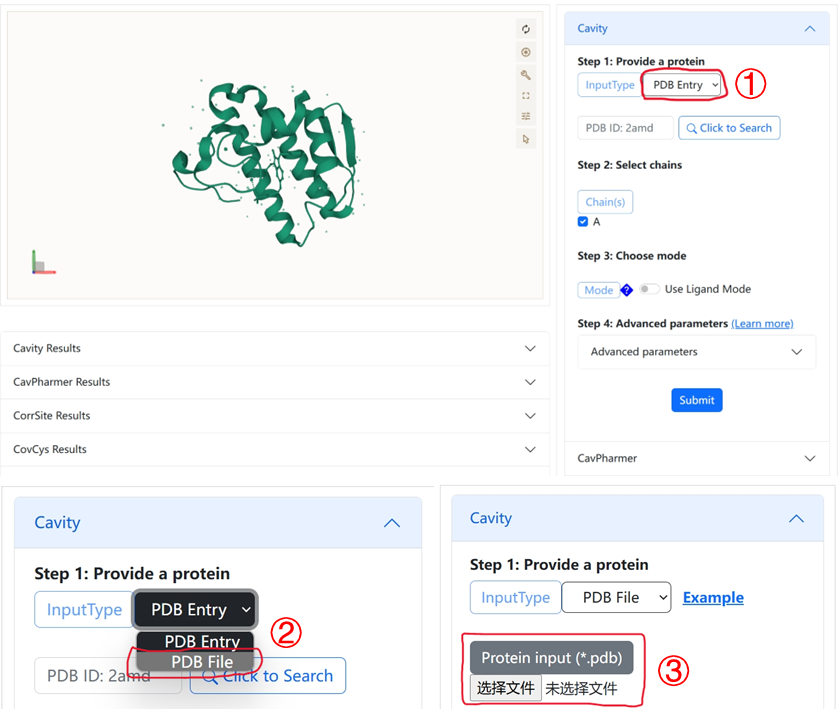 Cavity
Step 1: Provide a protein
InputType PDB Entry ①
PDB ID: 2amd Click to Search
Step 2: Select chains
Chain(s)
A
Step 3: Choose mode
Mode ? Use Ligand Mode
Step 4: Advanced parameters (Learn more)
Advanced parameters
Submit
CavPharmer
Cavity Results
CavPharmer Results
CorrSite Results
CovCys Results
Cavity
Step 1: Provide a protein
InputType PDB Entry ②
PDB Entry
PDB File
PDB ID: 2amd Click to Search
Cavity
Step 1: Provide a protein
InputType PDB File Example
Protein input (*.pdb) ③
选择文件 未选择文件